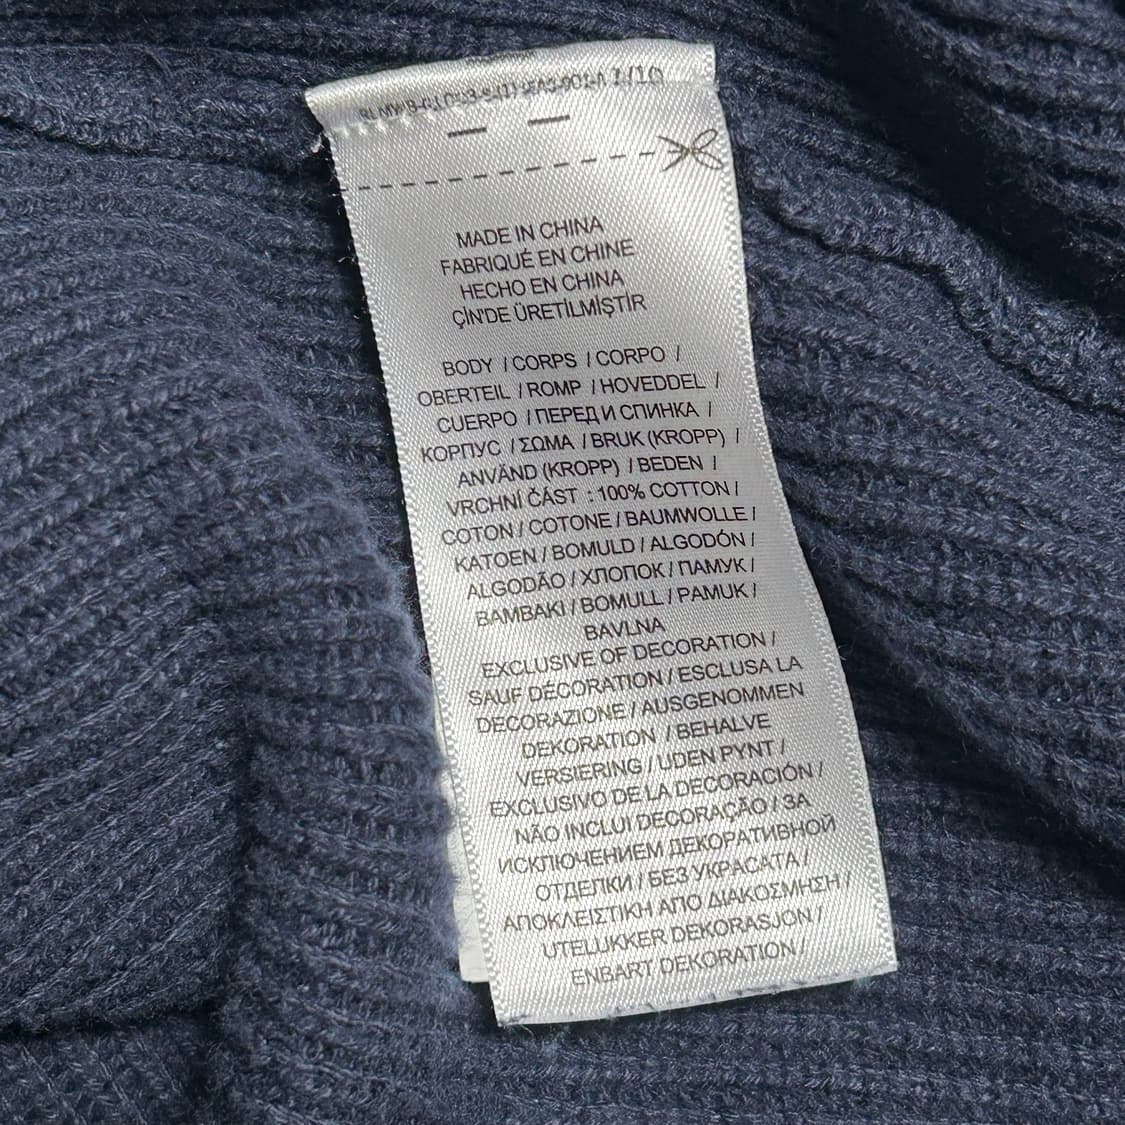 MADE IN CHINA
FABRIQUÉ EN CHINE
HECHO EN CHINA
ÇİN'DE ÜRETİLMİŞTİR
BODY / CORPS / CORPO /
OBERTEIL / ROMP / HOVEDDEL /
CUERPO / ПЕРЕД И СПИНКА /
КОРПУС / ΣΩΜΑ / BRUK (KROPP) /
ANVÄND (KROPP) / BEDEN /
VRCHNÍ ČÁST : 100% COTTON /
COTON / COTONE / BAUMWOLLE /
KATOEN / BOMULD / ALGODÓN /
ALGODÃO / ХЛОПОК / ПАМУК /
BAMBAKI / BOMULL / PAMUK /
BAVLNA
EXCLUSIVE OF DECORATION /
SAUF DÉCORATION / ESCLUSA LA
DECORAZIONE / AUSGENOMMEN
DEKORATION / BEHALVE
VERSIERING / UDEN PYNT /
EXCLUSIVO DE LA DECORACIÓN /
NÃO INCLUI DECORAÇÃO / ЗА
ИСКЛЮЧЕНИЕМ ДЕКОРАТИВНОЙ
ОТДЕЛКИ / БЕЗ УКРАСАТА /
ΑΠΟΚΛΕΙΣΤΙΚΗ ΑΠΟ ΔΙΑΚΟΣΜΗΣΗ /
UTELUKKER DEKORASJON /
ENBART DEKORATION /